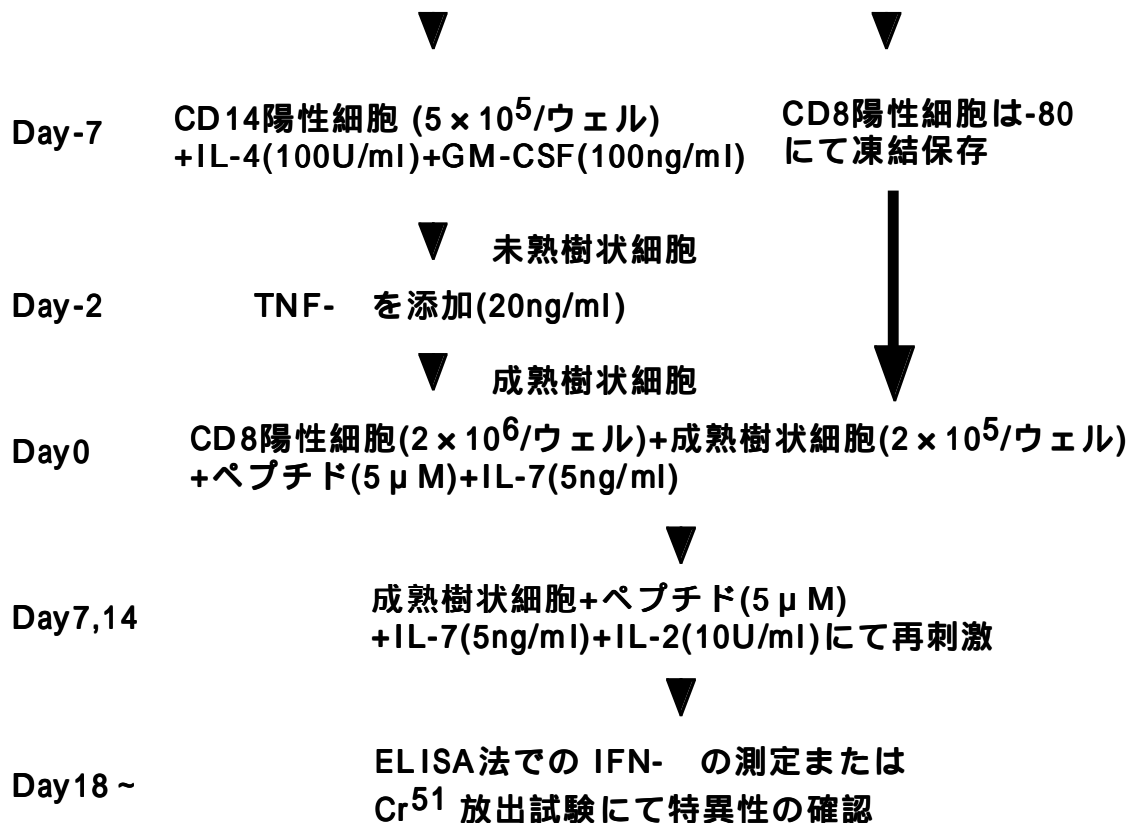 Day-7
CD14陽性細胞 (5×10⁵/ウェル)
+IL-4(100U/ml)+GM-CSF(100ng/ml)
CD8陽性細胞は-80
にて凍結保存
未熟樹状細胞
Day-2
TNF- を添加(20ng/ml)
成熟樹状細胞
Day0
CD8陽性細胞(2×10⁶/ウェル)+成熟樹状細胞(2×10⁵/ウェル)
+ペプチド(5μM)+IL-7(5ng/ml)
Day7,14
成熟樹状細胞+ペプチド(5μM)
+IL-7(5ng/ml)+IL-2(10U/ml)にて再刺激
Day18~
ELISA法での IFN- の測定または
Cr⁵¹ 放出試験にて特異性の確認